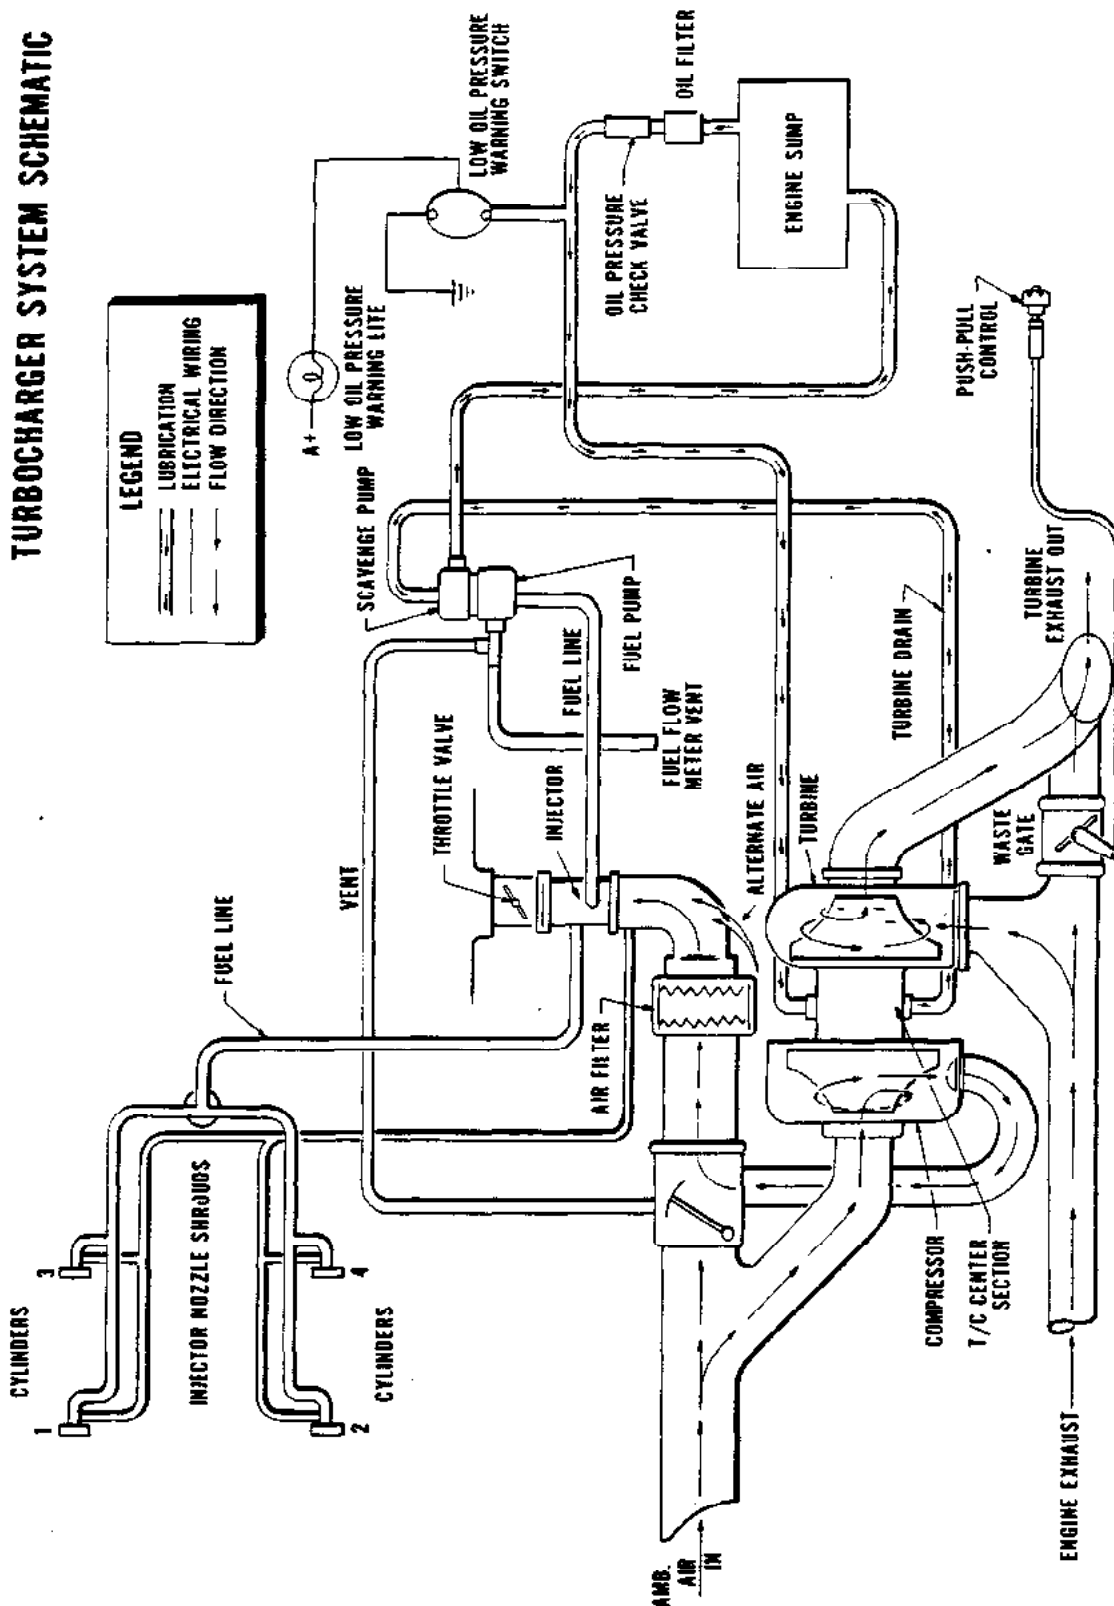 TURBOCHARGER SYSTEM SCHEMATIC
LEGEND
LUBRICATION
ELECTRICAL WIRING
FLOW DIRECTION
A+
LOW OIL PRESSURE
WARNING LITE
LOW OIL PRESSURE
WARNING SWITCH
OIL FILTER
OIL PRESSURE
CHECK VALVE
ENGINE SUMP
PUSH-PULL
CONTROL
SCAVENGE PUMP
FUEL PUMP
FUEL LINE
FUEL FLOW
METER VENT
THROTTLE VALVE
INJECTOR
VENT
FUEL LINE
ALTERNATE AIR
TURBINE
TURBINE DRAIN
TURBINE
EXHAUST OUT
WASTE
GATE
AIR FILTER
CYLINDERS
1
3
INJECTOR NOZZLE SHROUDS
2
4
CYLINDERS
COMPRESSOR
T/C CENTER
SECTION
AMB.
AIR
IN
ENGINE EXHAUST